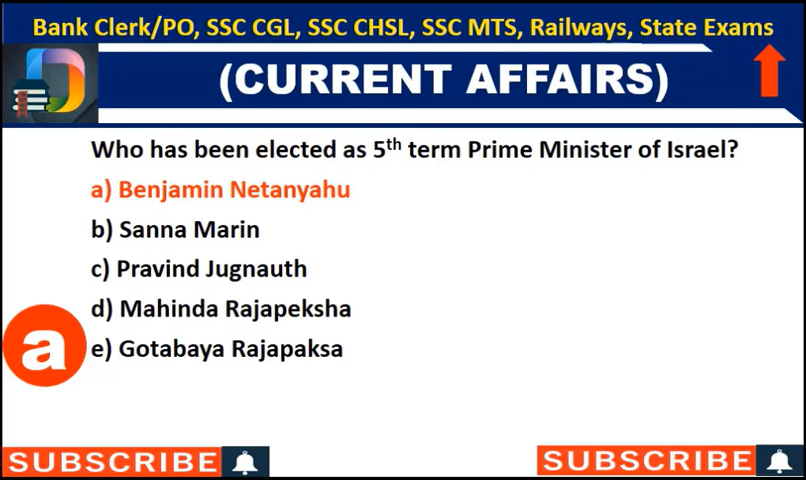 Bank Clerk/PO, SSC CGL, SSC CHSL, SSC MTS, Railways, State Exams
(CURRENT AFFAIRS)
Who has been elected as 5th term Prime Minister of Israel?
a) Benjamin Netanyahu
b) Sanna Marin
c) Pravind Jugnauth
d) Mahinda Rajapeksha
a
e) Gotabaya Rajapaksa
SUBSCRIBE
SUBSCRIBE